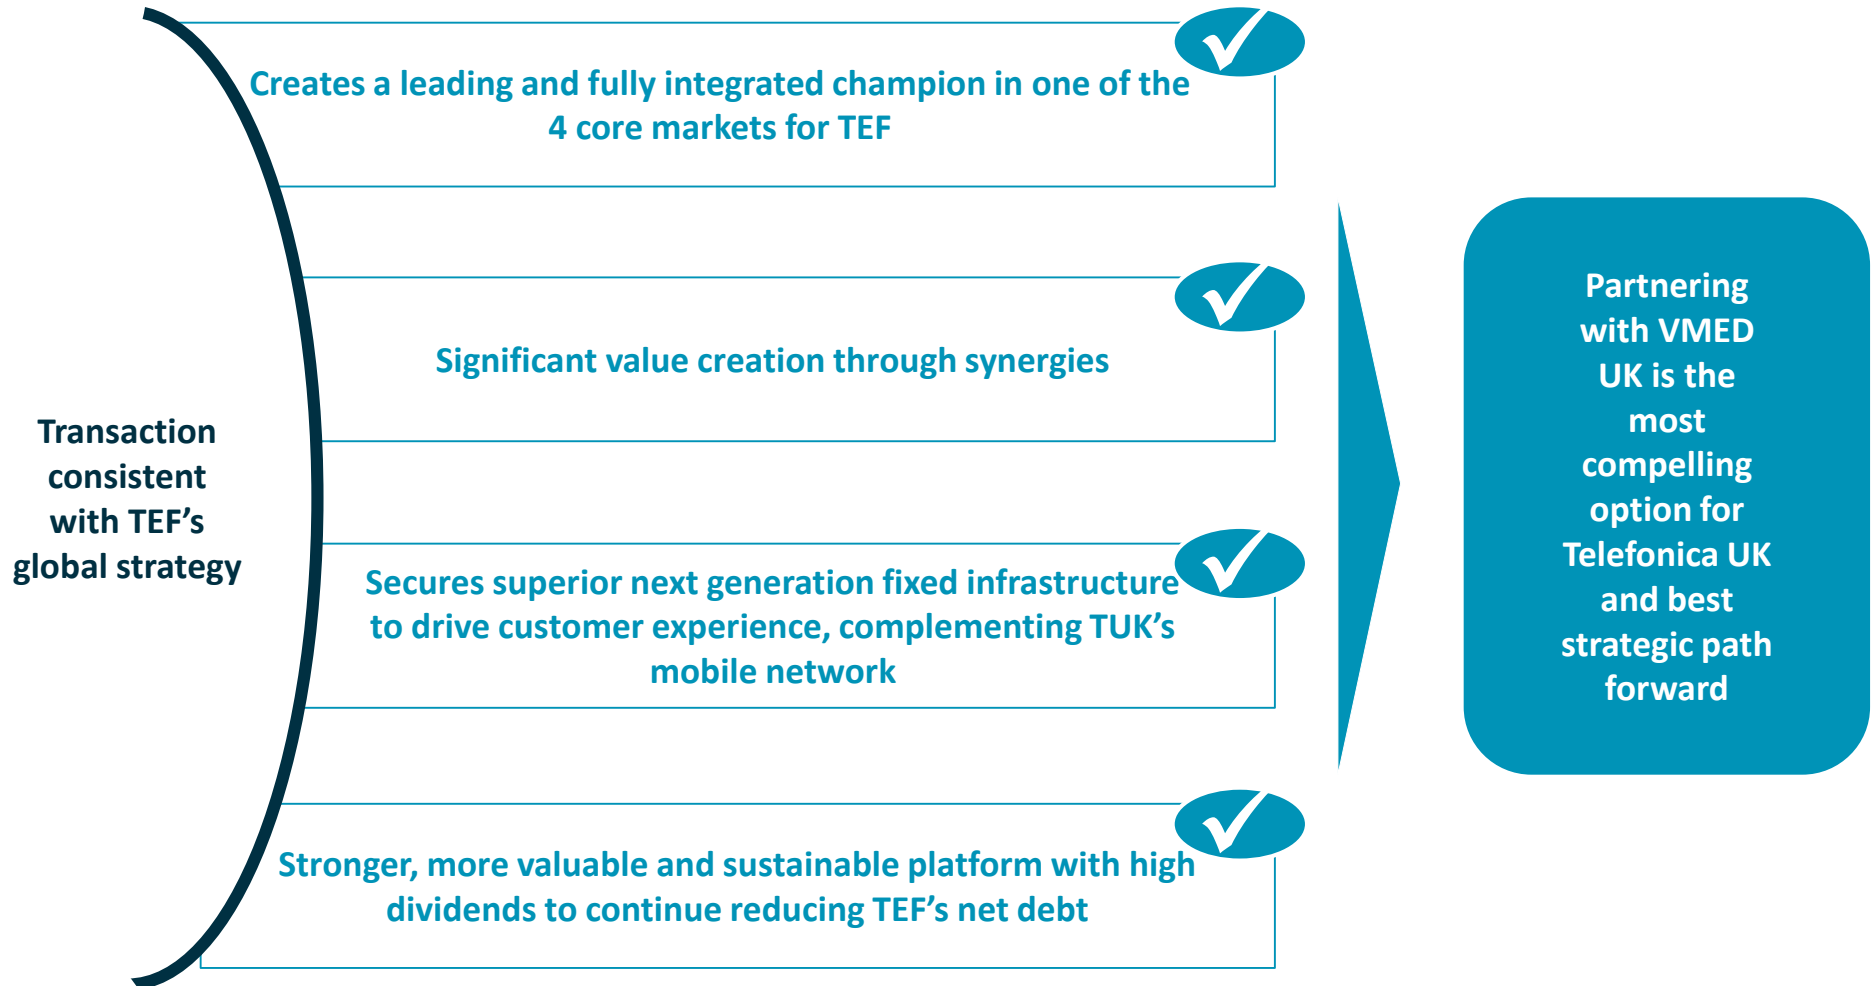 Transaction
consistent
with TEF’s
global strategy
Creates a leading and fully integrated champion in one of the
4 core markets for TEF
Significant value creation through synergies
Secures superior next generation fixed infrastructure
to drive customer experience, complementing TUK’s
mobile network
Stronger, more valuable and sustainable platform with high
dividends to continue reducing TEF’s net debt
Partnering
with VMED
UK is the
most
compelling
option for
Telefonica UK
and best
strategic path
forward